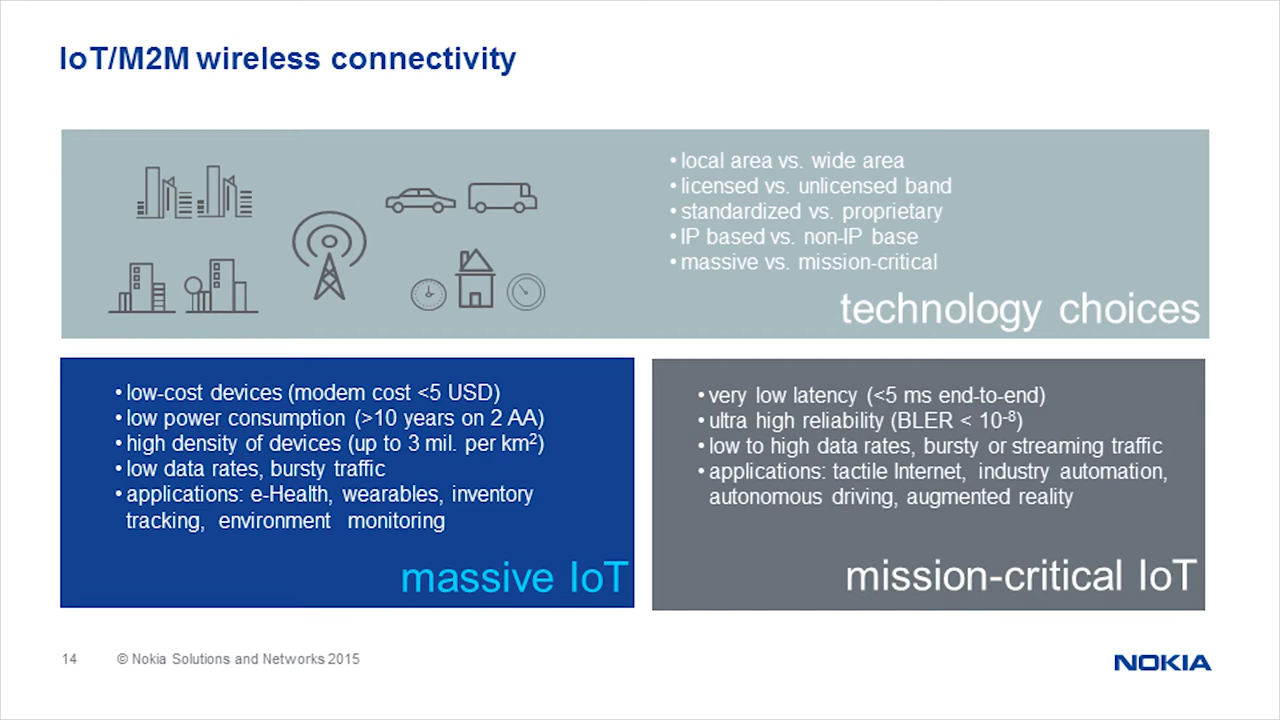 IoT/M2M wireless connectivity
• local area vs. wide area
• licensed vs. unlicensed band
• standardized vs. proprietary
• IP based vs. non-IP base
• massive vs. mission-critical
technology choices
• low-cost devices (modem cost <5 USD)
• low power consumption (>10 years on 2 AA)
• high density of devices (up to 3 mil. per km²)
• low data rates, bursty traffic
• applications: e-Health, wearables, inventory
tracking, environment monitoring
massive IoT
• very low latency (<5 ms end-to-end)
• ultra high reliability (BLER < 10⁻⁸)
• low to high data rates, bursty or streaming traffic
• applications: tactile Internet, industry automation,
autonomous driving, augmented reality
mission-critical IoT
14 © Nokia Solutions and Networks 2015
NOKIA